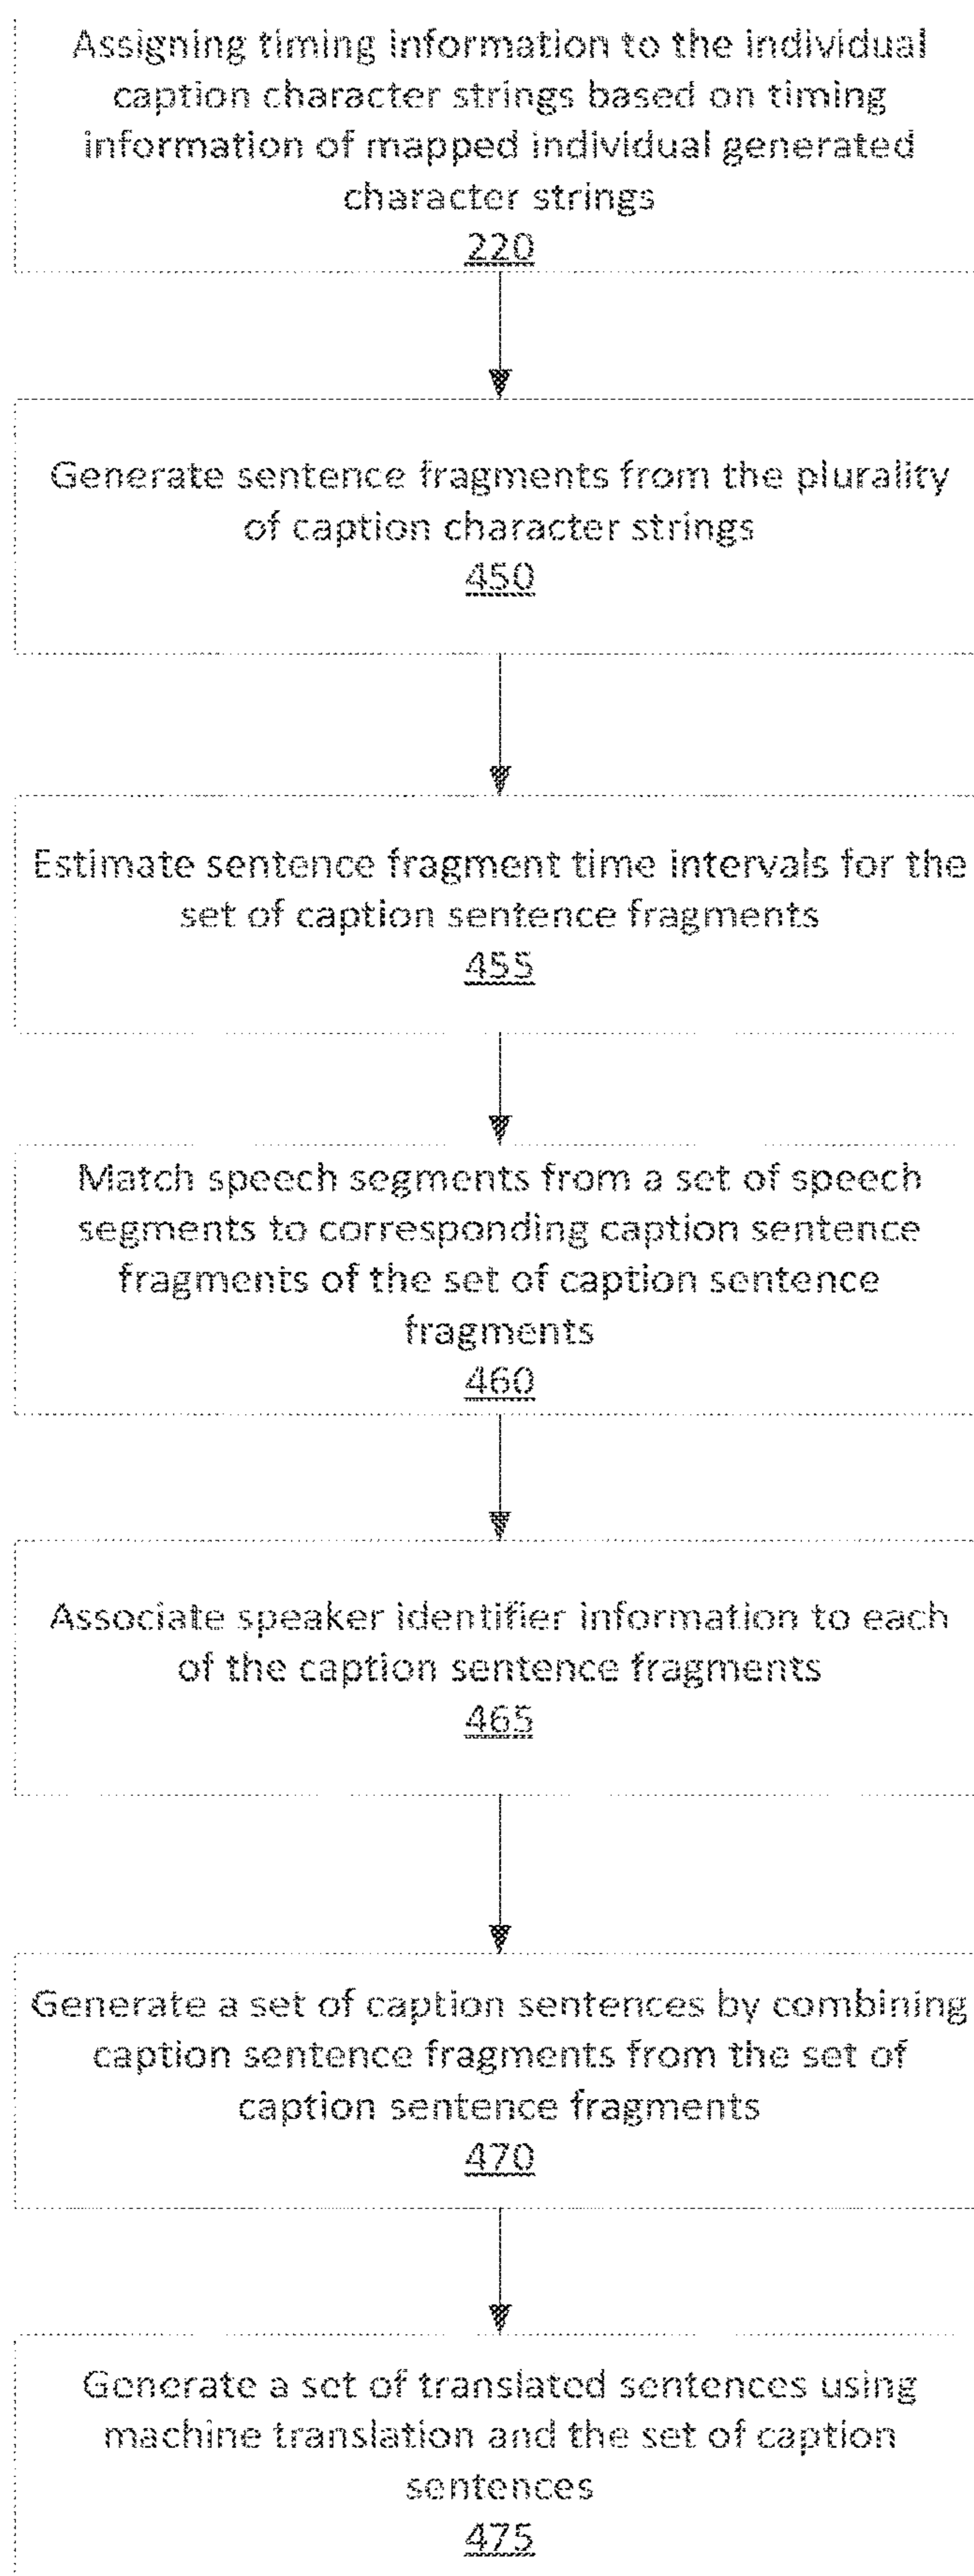 Assigning timing information to the individual
caption character strings based on timing
information of mapped individual generated
character strings
220
Generate sentence fragments from the plurality
of caption character strings
450
Estimate sentence fragment time intervals for the
set of caption sentence fragments
455
Match speech segments from a set of speech
segments to corresponding caption sentence
fragments of the set of caption sentence
fragments
460
Associate speaker identifier information to each
of the caption sentence fragments
465
Generate a set of caption sentences by combining
caption sentence fragments from the set of
caption sentence fragments
470
Generate a set of translated sentences using
machine translation and the set of caption
sentences
475